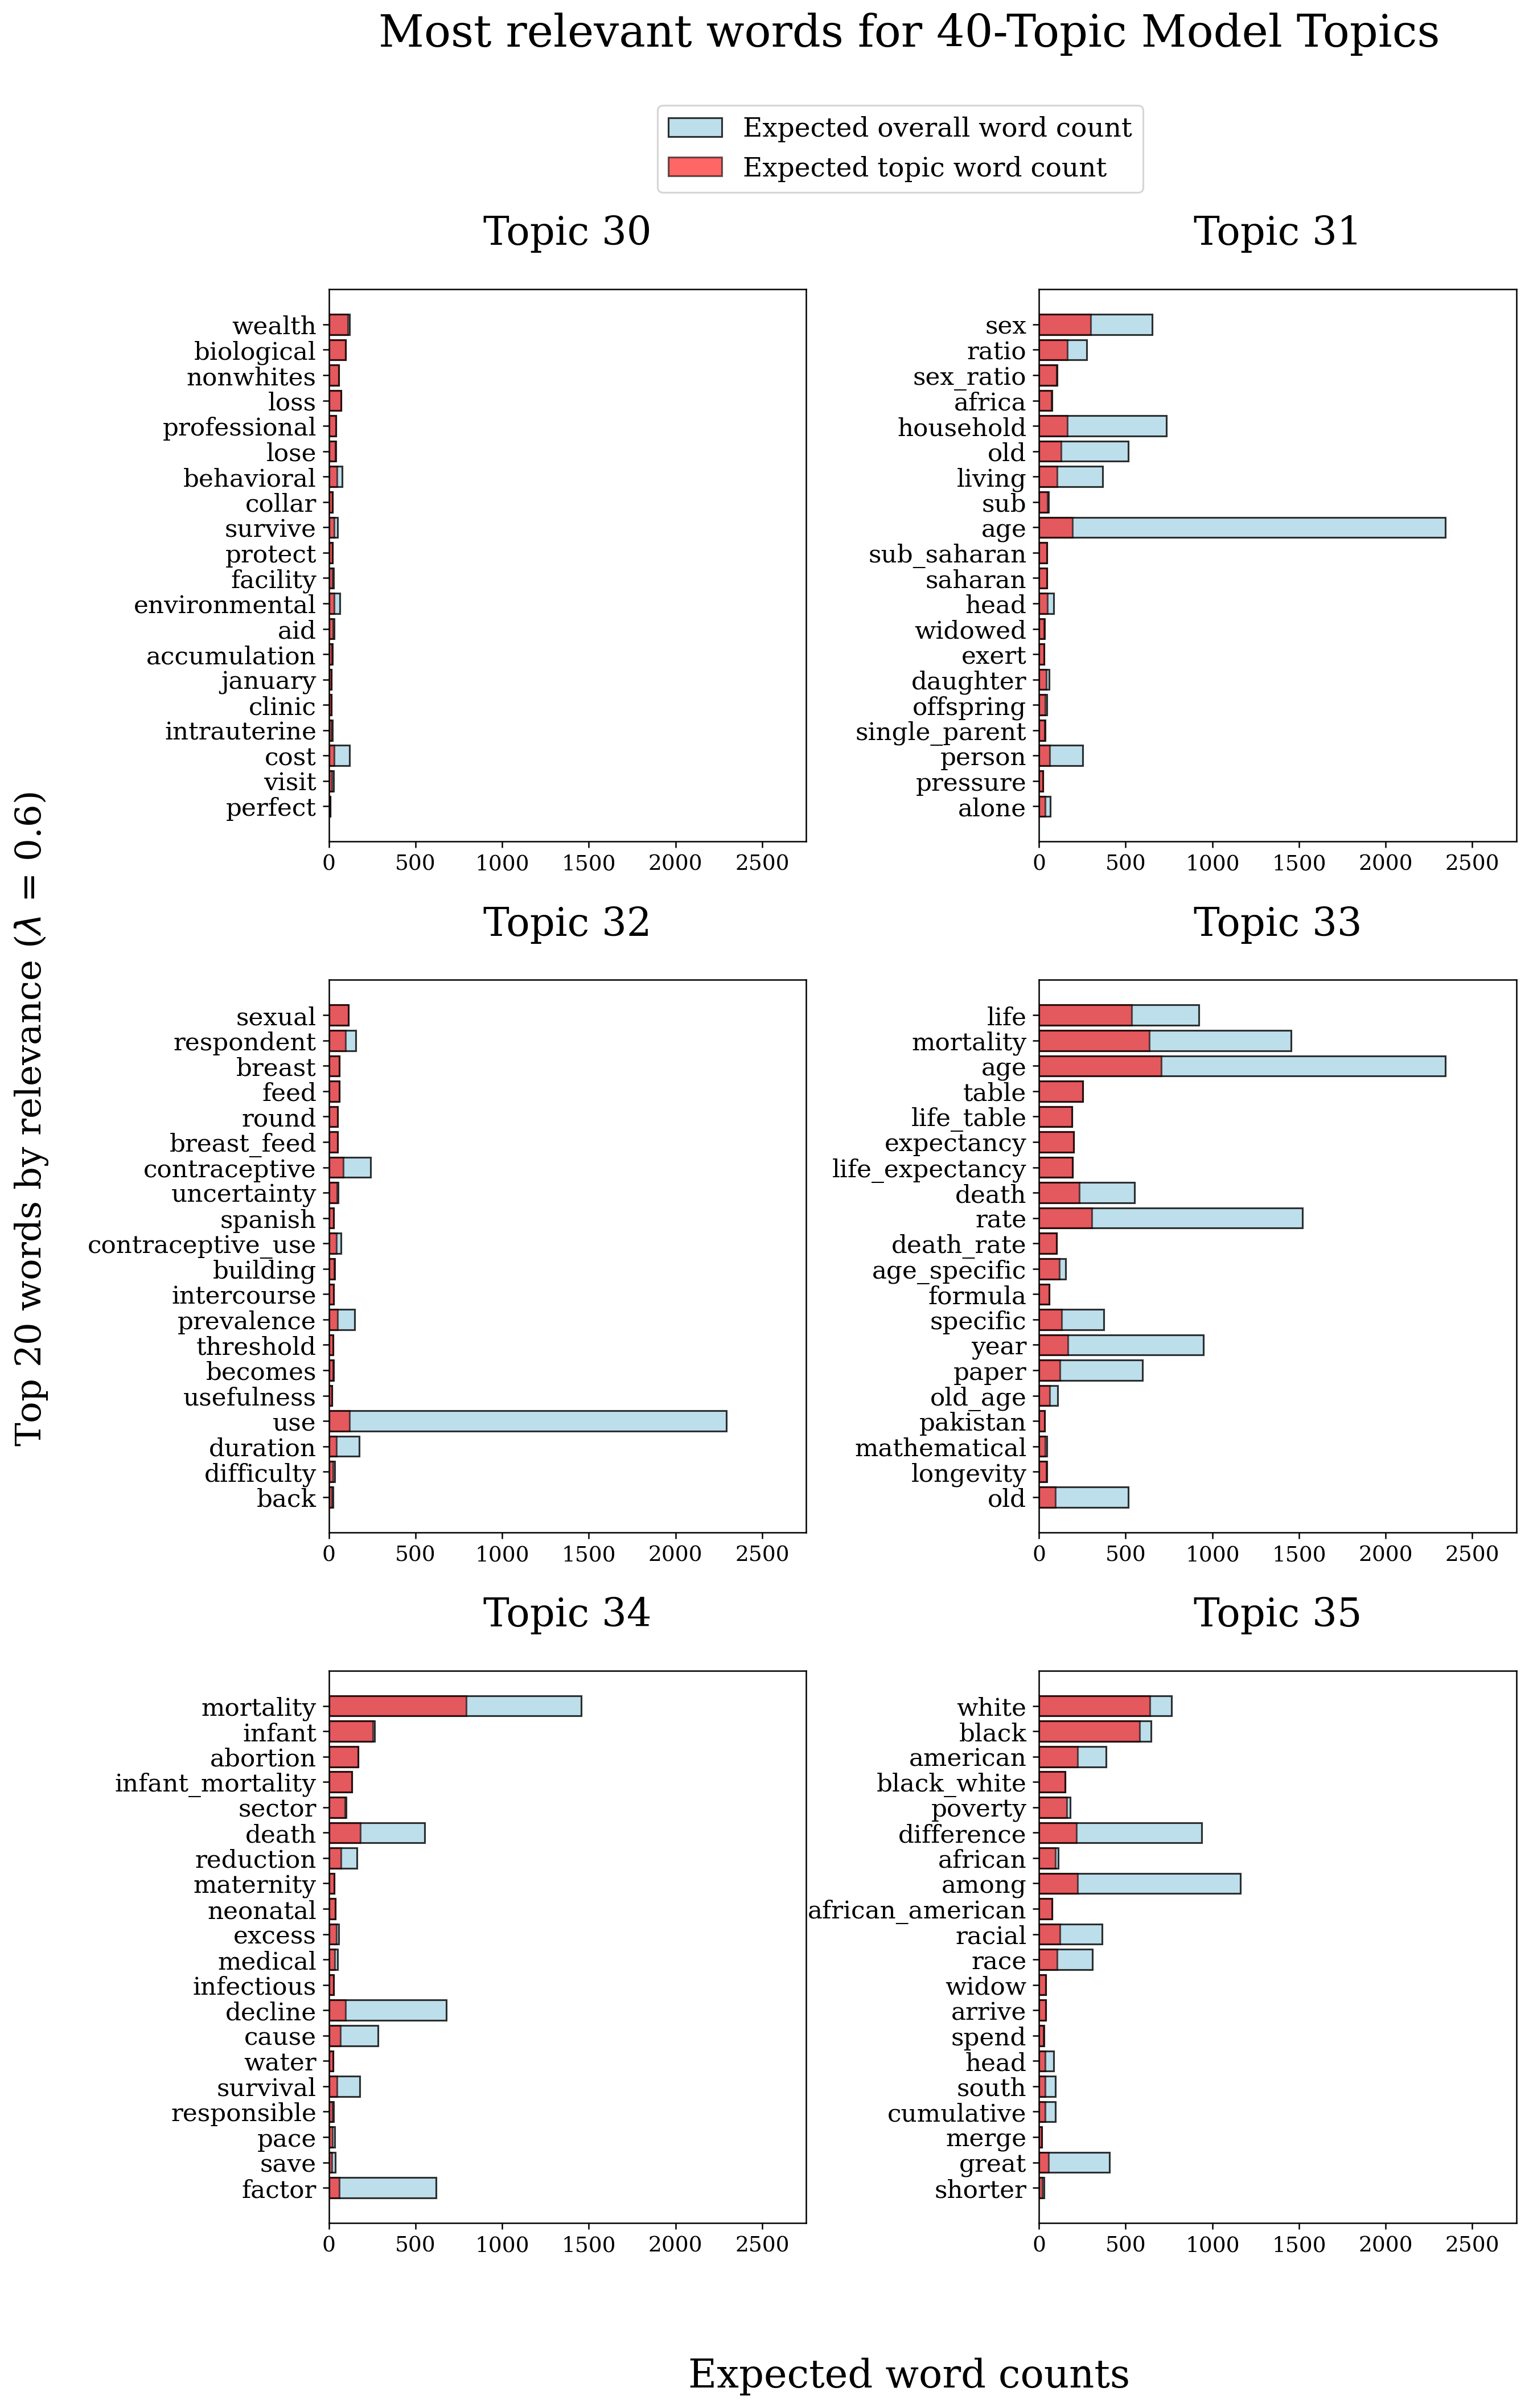 Most relevant words for 40-Topic Model Topics
Expected overall word count
Expected topic word count
Top 20 words by relevance (λ = 0.6)
Topic 30
wealth
biological
nonwhites
loss
professional
lose
behavioral
collar
survive
protect
facility
environmental
aid
accumulation
january
clinic
intrauterine
cost
visit
perfect
0 500 1000 1500 2000 2500
Topic 31
sex
ratio
sex_ratio
africa
household
old
living
sub
age
sub_saharan
saharan
head
widowed
exert
daughter
offspring
single_parent
person
pressure
alone
0 500 1000 1500 2000 2500
Topic 32
sexual
respondent
breast
feed
round
breast_feed
contraceptive
uncertainty
spanish
contraceptive_use
building
intercourse
prevalence
threshold
becomes
usefulness
use
duration
difficulty
back
0 500 1000 1500 2000 2500
Topic 33
life
mortality
age
table
life_table
expectancy
life_expectancy
death
rate
death_rate
age_specific
formula
specific
year
paper
old_age
pakistan
mathematical
longevity
old
0 500 1000 1500 2000 2500
Topic 34
mortality
infant
abortion
infant_mortality
sector
death
reduction
maternity
neonatal
excess
medical
infectious
decline
cause
water
survival
responsible
pace
save
factor
0 500 1000 1500 2000 2500
Topic 35
white
black
american
black_white
poverty
difference
african
among
african_american
racial
race
widow
arrive
spend
head
south
cumulative
merge
great
shorter
0 500 1000 1500 2000 2500
Expected word counts